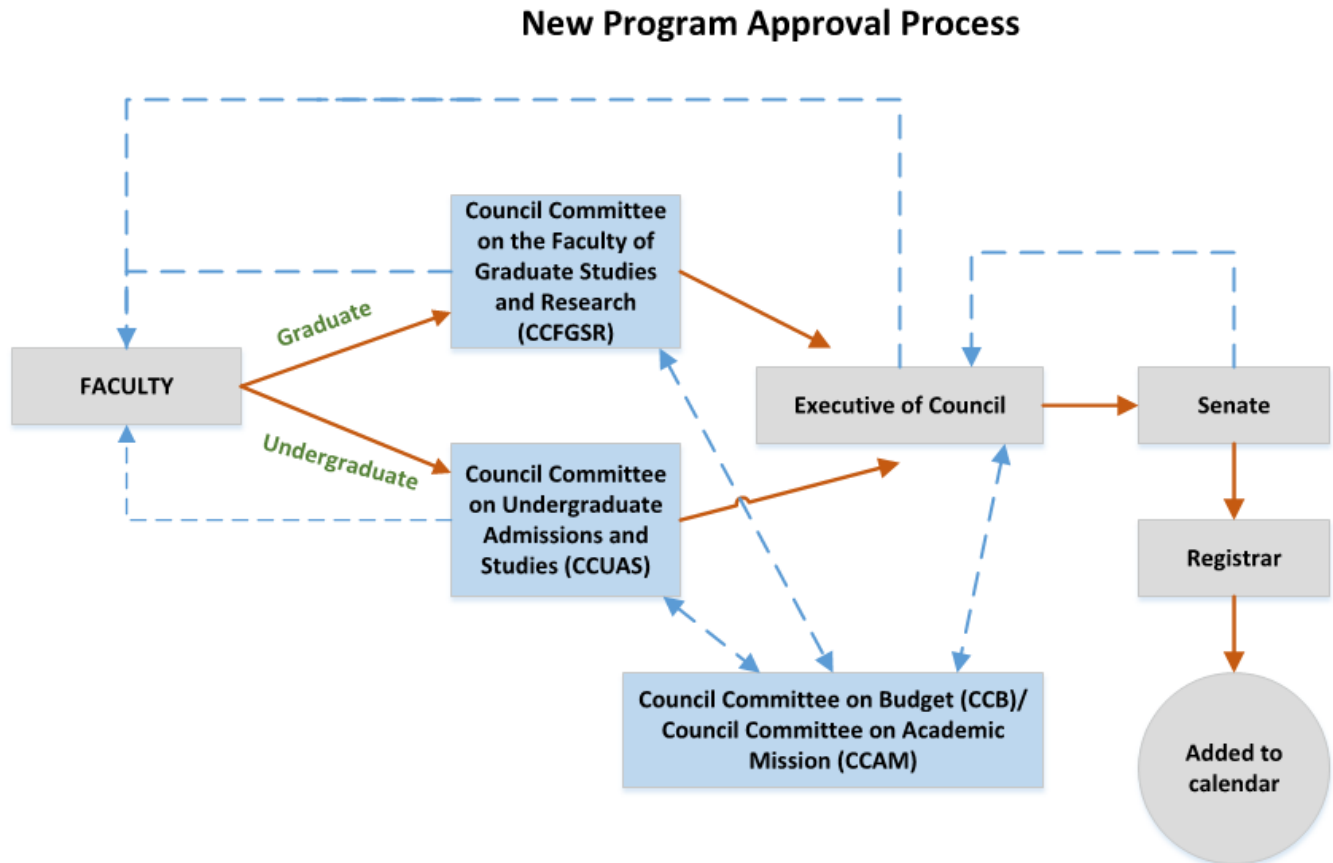 New Program Approval Process
Council Committee
on the Faculty of
Graduate Studies
and Research
(CCFGSR)
Graduate
FACULTY
Undergraduate
Council Committee
on Undergraduate
Admissions and
Studies (CCUAS)
Executive of Council
Senate
Registrar
Council Committee on Budget (CCB)/
Council Committee on Academic
Mission (CCAM)
Added to
calendar